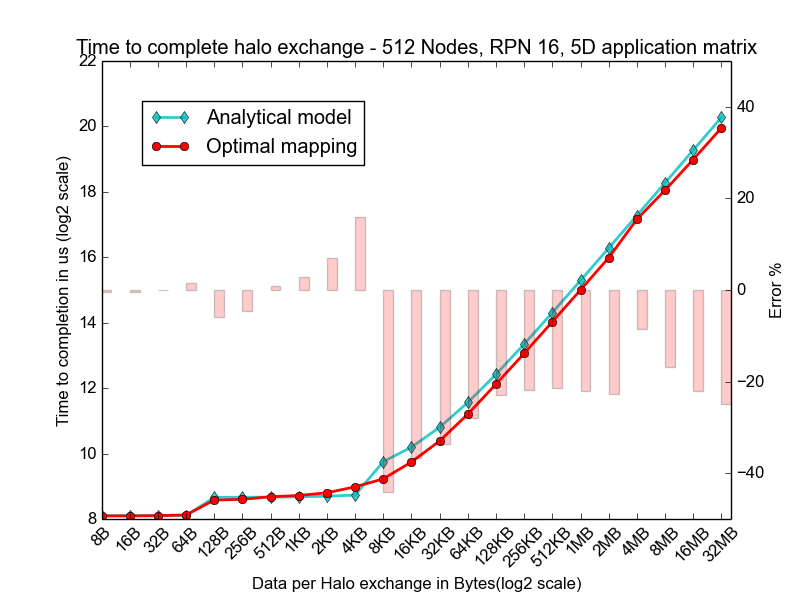 Time to complete halo exchange - 512 Nodes, RPN 16, 5D application matrix
Analytical model
Optimal mapping
Time to completion in us (log2 scale)
22
20
18
16
14
12
10
8
40
20
0
−20
−40
Error %
8B
16B
32B
64B
128B
256B
512B
1KB
2KB
4KB
8KB
16KB
32KB
64KB
128KB
256KB
512KB
1MB
2MB
4MB
8MB
16MB
32MB
Data per Halo exchange in Bytes(log2 scale)